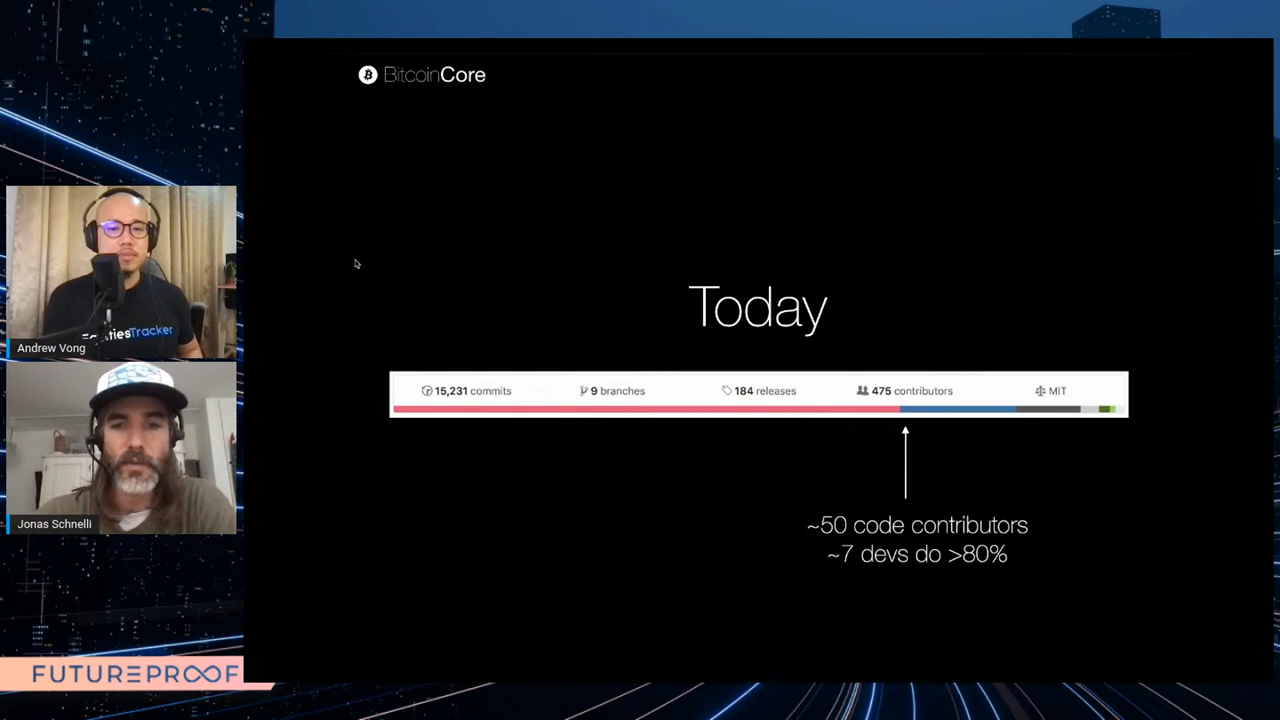 BitcoinCore
Today
15,231 commits
9 branches
184 releases
475 contributors
MIT
~50 code contributors
~7 devs do >80%
Tracker
Andrew Vong
Jonas Schnelli
FUTUREPROOF